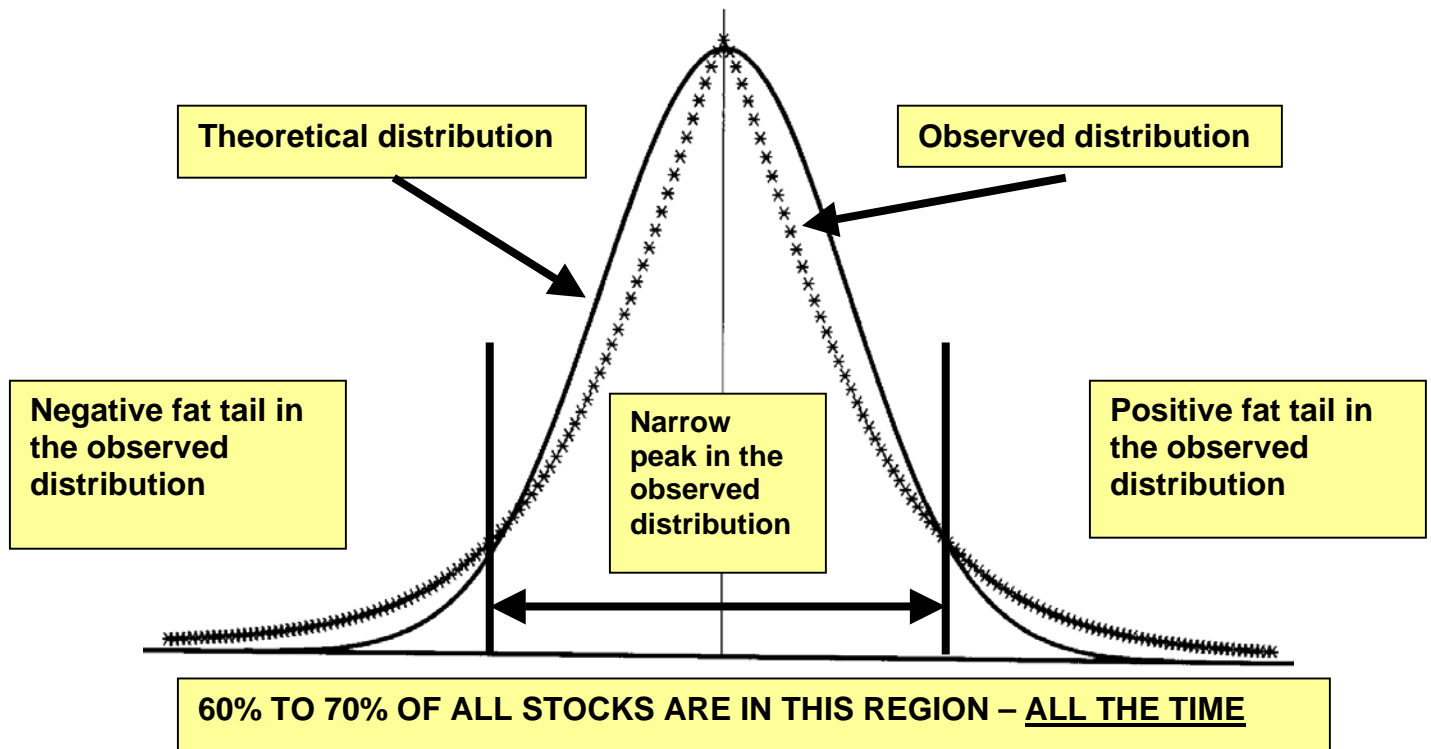 Theoretical distribution
Observed distribution
Negative fat tail in
the observed
distribution
Narrow
peak in the
observed
distribution
Positive fat tail in
the observed
distribution
60% TO 70% OF ALL STOCKS ARE IN THIS REGION – ALL THE TIME